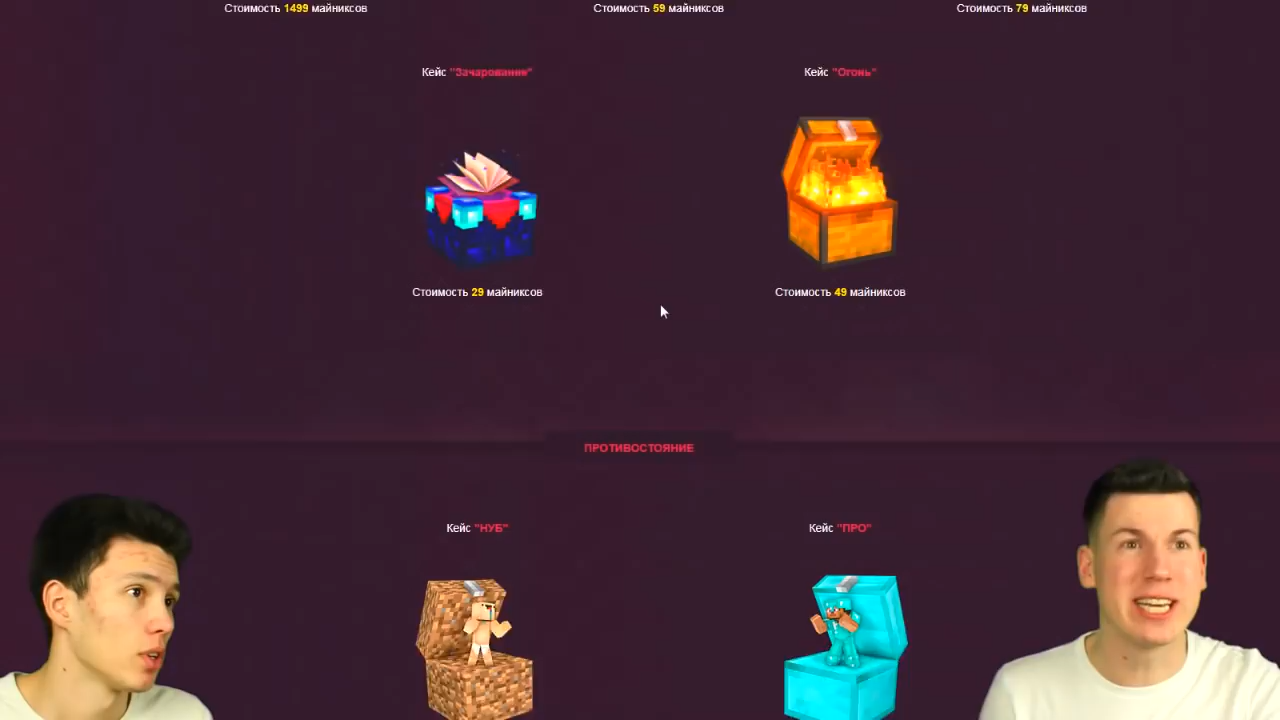 Стоимость 1499 майниксов
Стоимость 59 майниксов
Стоимость 79 майниксов
Кейс "Зачарование"
Кейс "Огонь"
Стоимость 29 майниксов
Стоимость 49 майниксов
ПРОТИВОСТОЯНИЕ
Кейс "НУБ"
Кейс "ПРО"